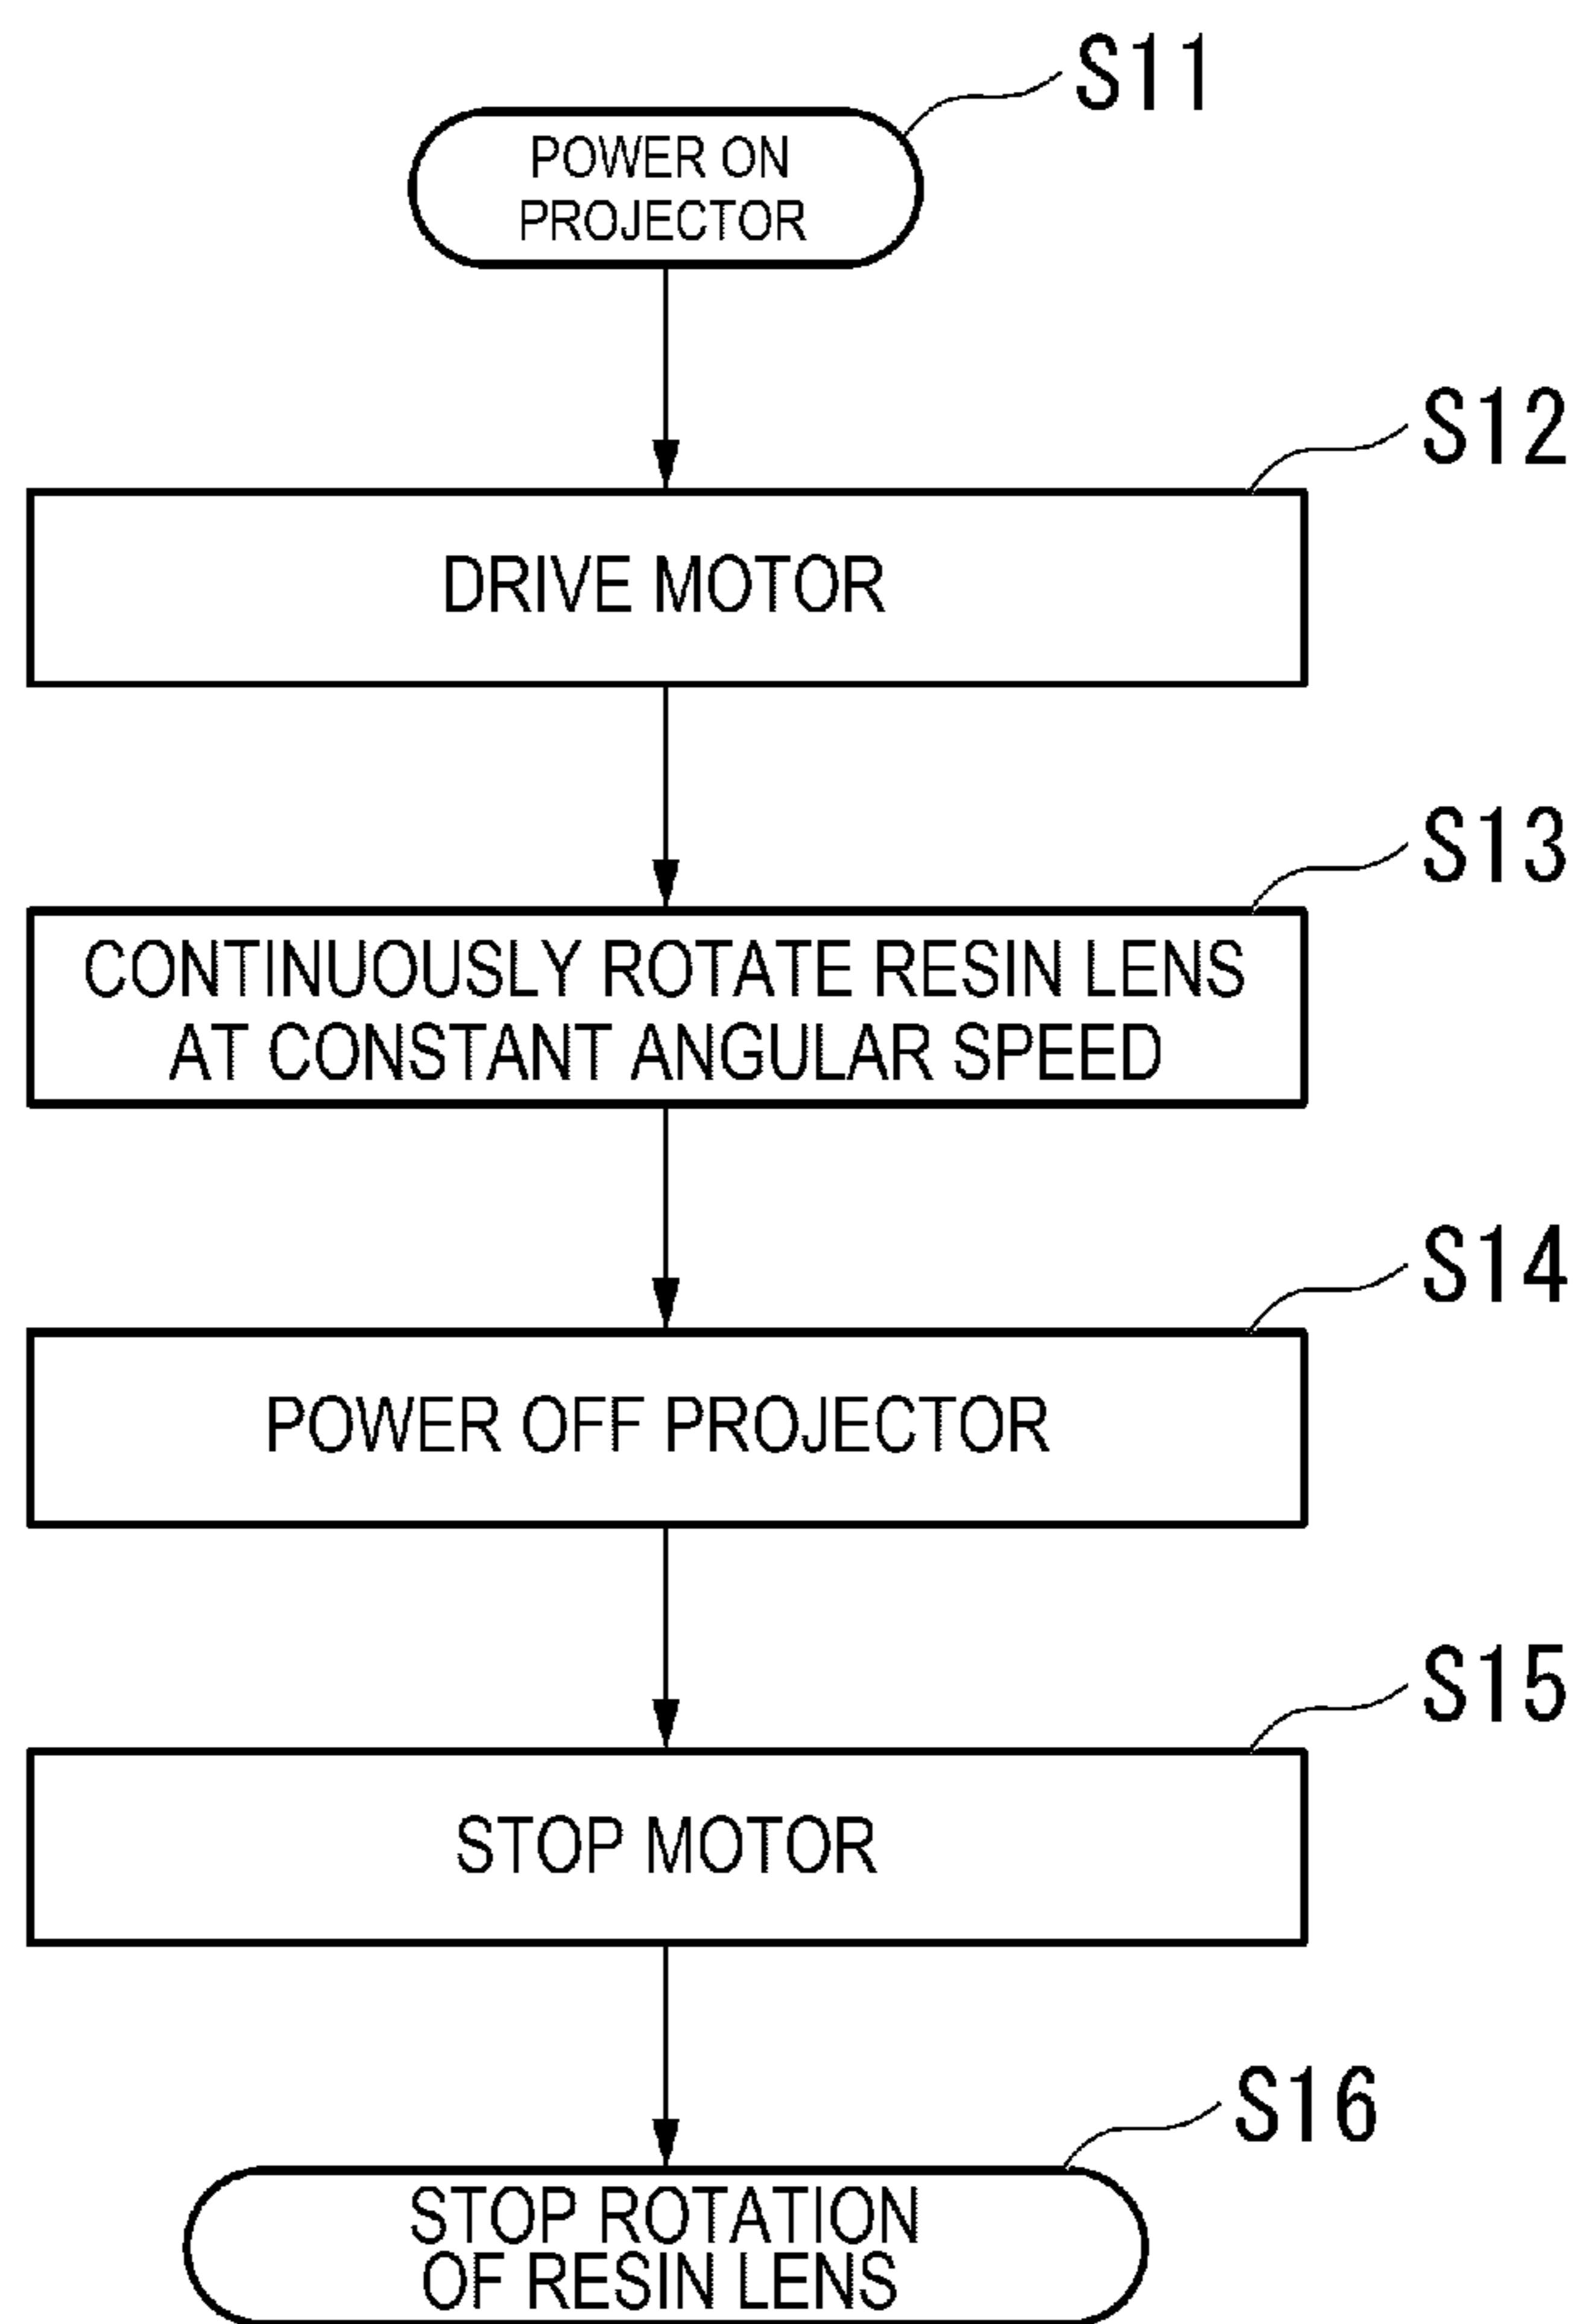 S11
POWER ON
PROJECTOR
S12
DRIVE MOTOR
S13
CONTINUOUSLY ROTATE RESIN LENS
AT CONSTANT ANGULAR SPEED
S14
POWER OFF PROJECTOR
S15
STOP MOTOR
S16
STOP ROTATION
OF RESIN LENS